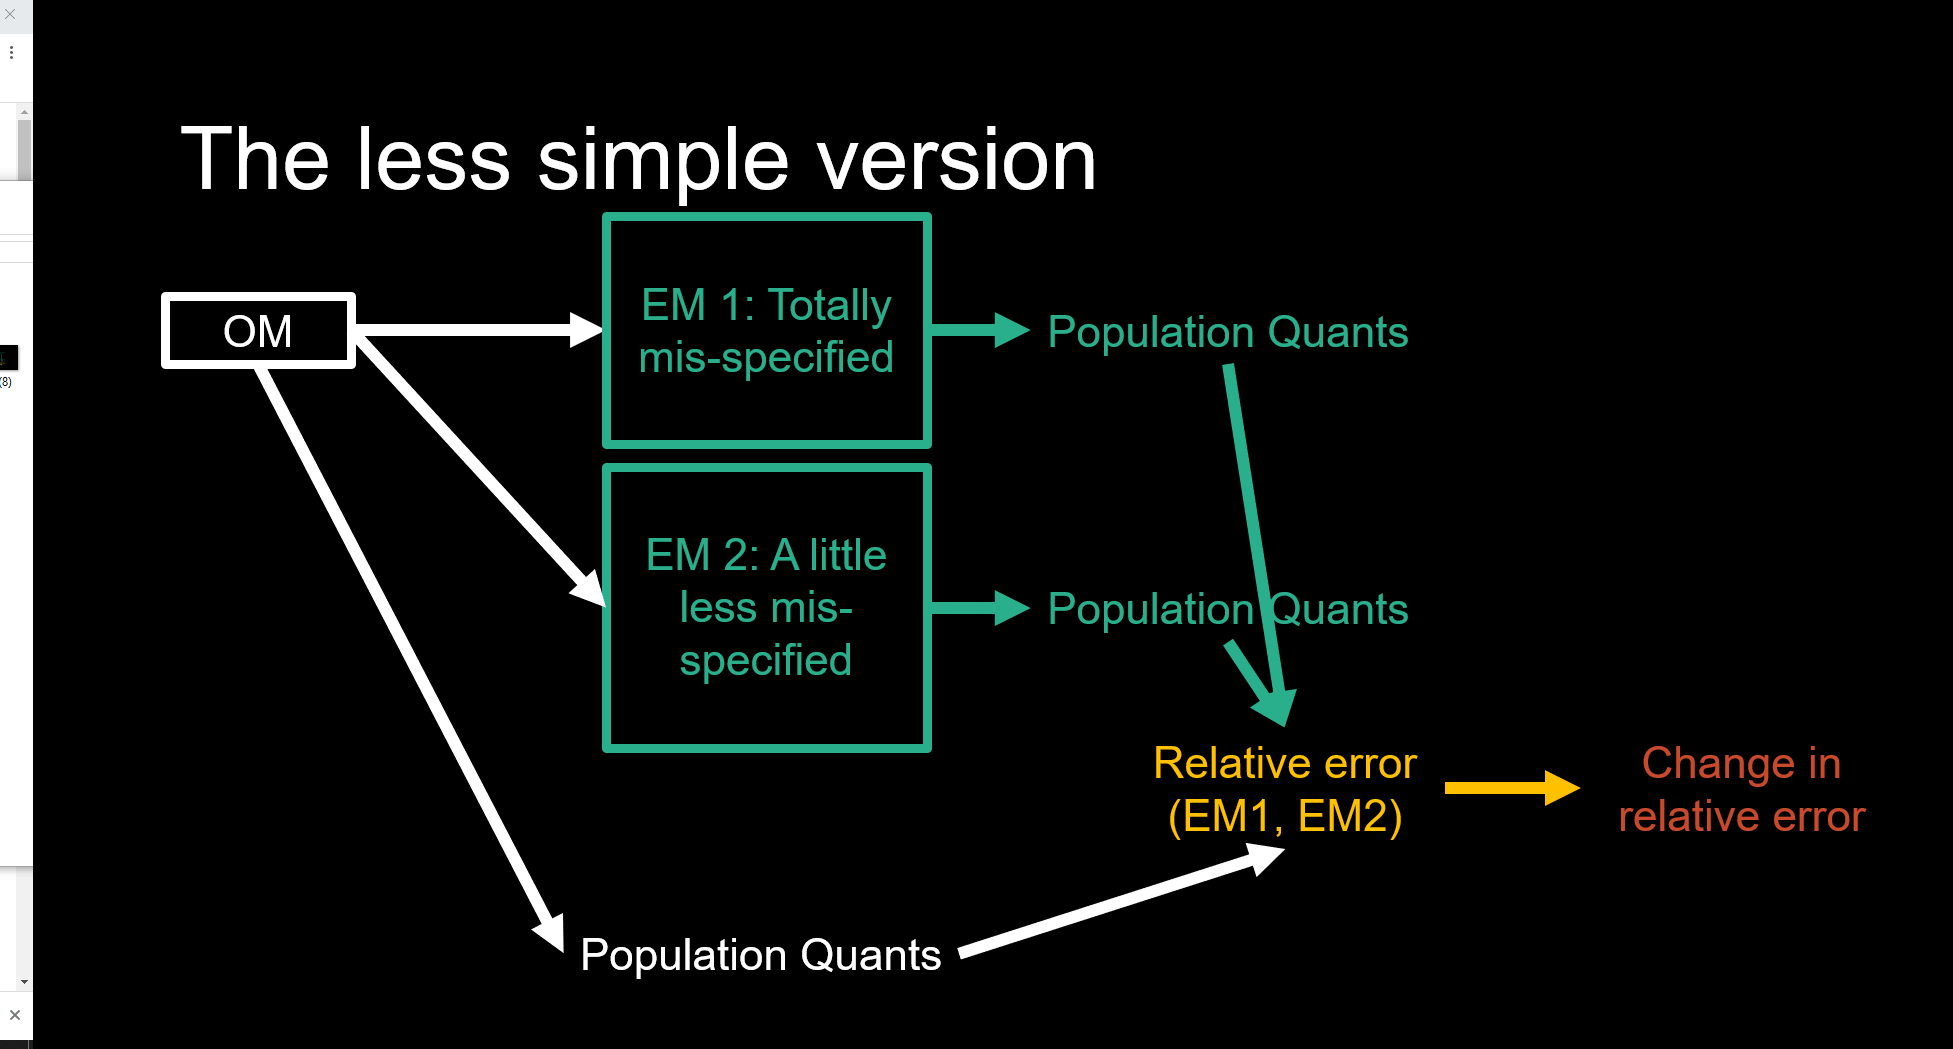 The less simple version
OM
EM 1: Totally
mis-specified
Population Quants
EM 2: A little
less mis-
specified
Population Quants
Relative error
(EM1, EM2)
Change in
relative error
Population Quants
(8)